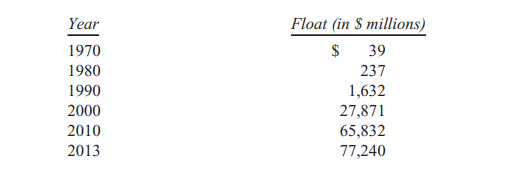 Year Float (in $ millions)
1970 $ 39
1980 237
1990 1,632
2000 27,871
2010 65,832
2013 77,240